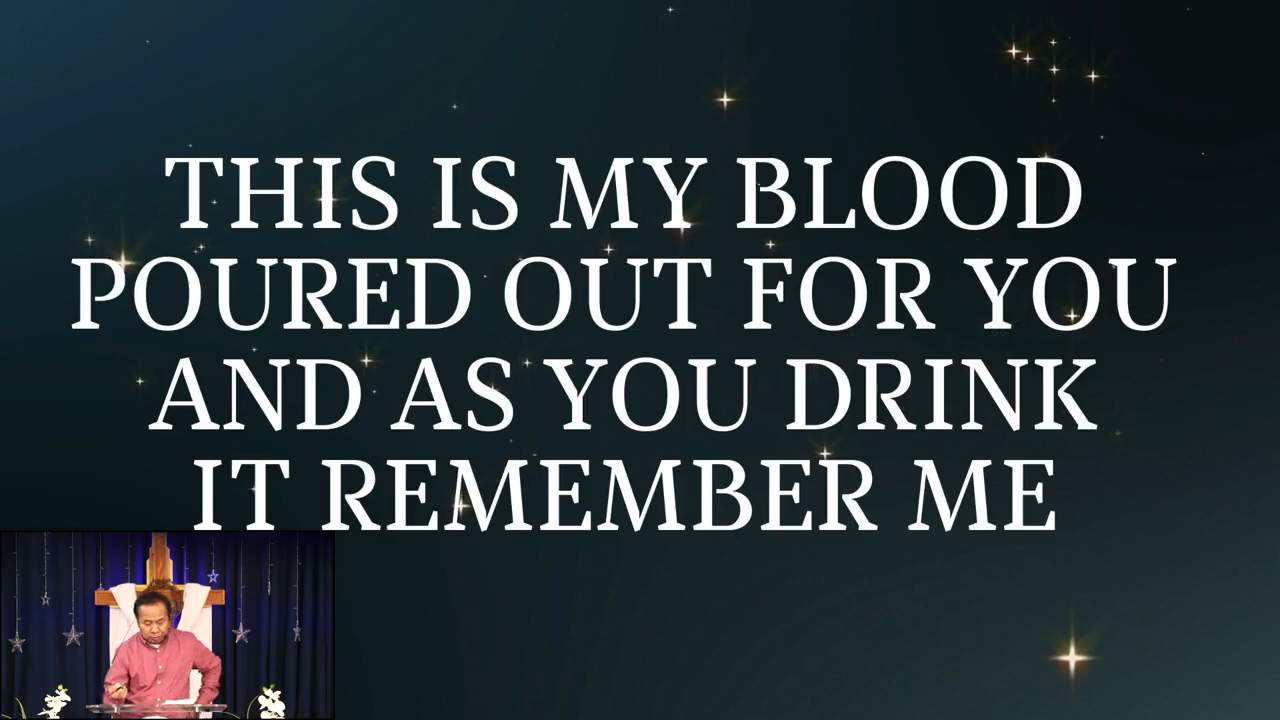 THIS IS MY BLOOD
POURED OUT FOR YOU
AND AS YOU DRINK
IT REMEMBER ME